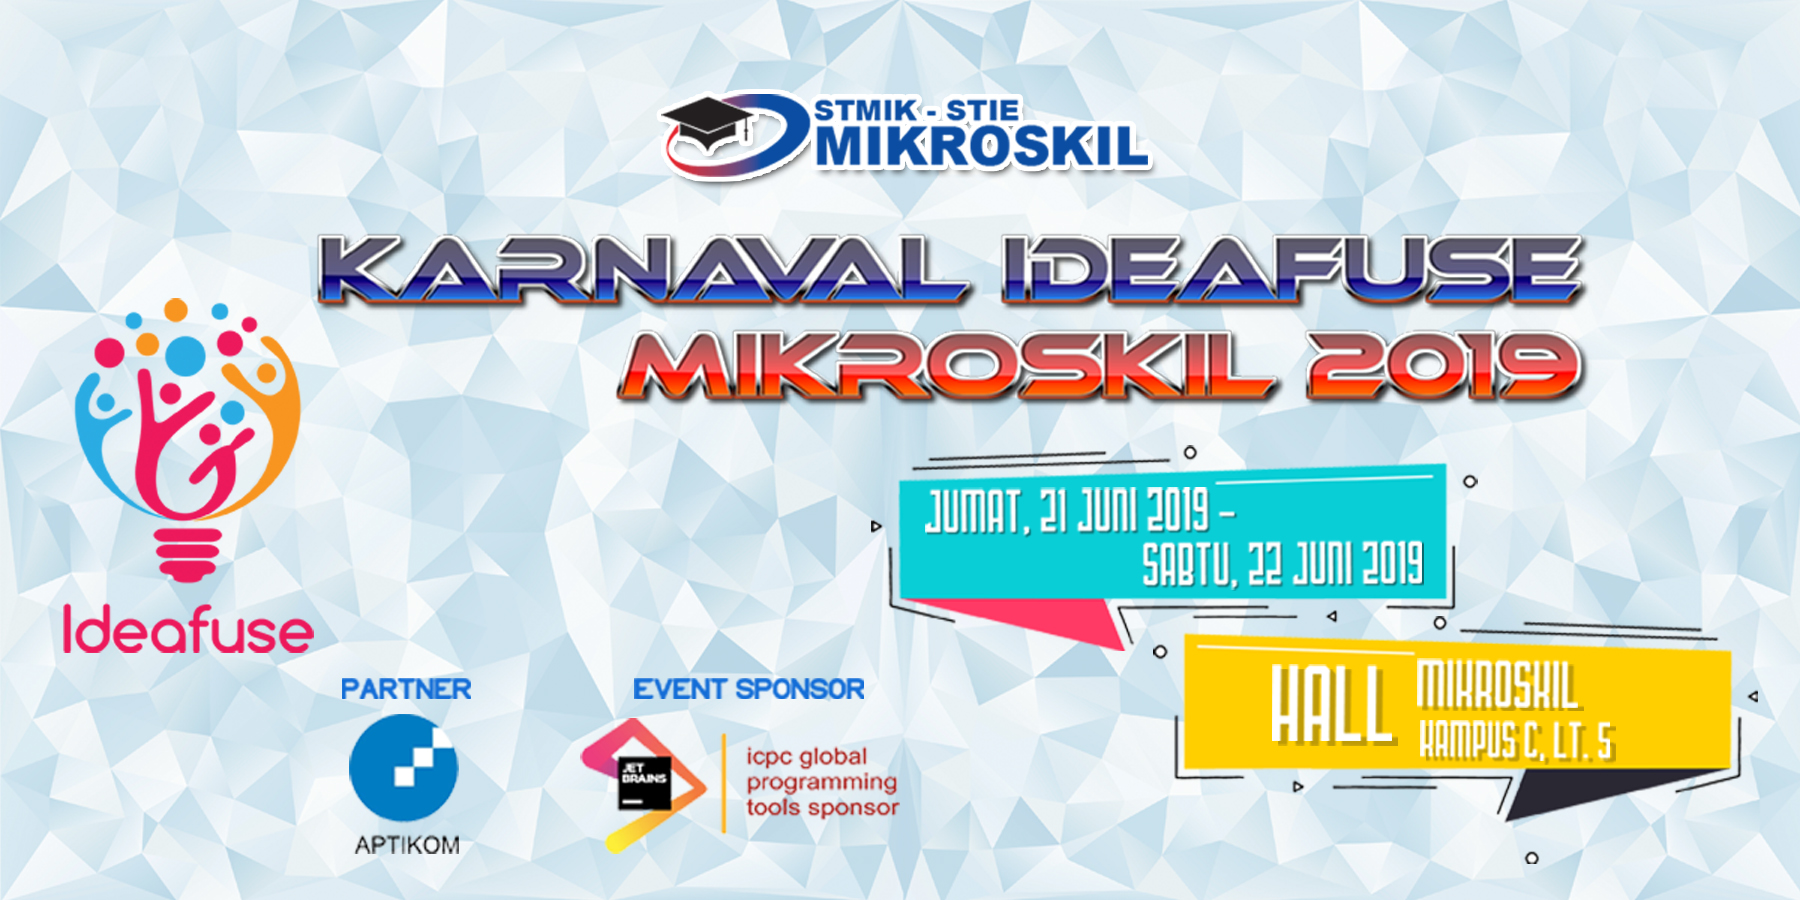 STMIK - STIE
MIKROSKIL
KARNAVAL IDEAFUSE
MIKROSKIL 2019
Ideafuse
JUMAT, 21 JUNI 2019 -
SABTU, 22 JUNI 2019
HALL
MIKROSKIL
KAMPUS C, LT. 5
PARTNER
APTIKOM
EVENT SPONSOR
JET
BRAINS
icpc global
programming
tools sponsor